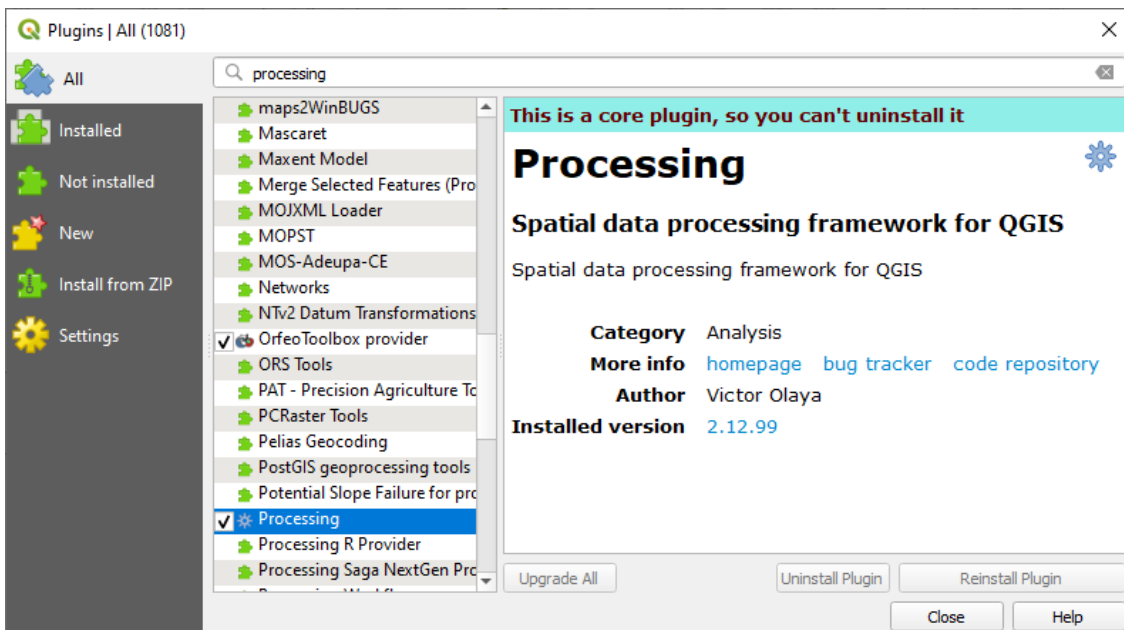 Plugins | All (1081)
All
Installed
Not installed
New
Install from ZIP
Settings
processing
maps2WinBUGS
Mascaret
Maxent Model
Merge Selected Features (Pro
MOJXML Loader
MOPST
MOS-Adeupa-CE
Networks
NTv2 Datum Transformations
OrfeoToolbox provider
ORS Tools
PAT - Precision Agriculture To
PCRaster Tools
Pelias Geocoding
PostGIS geoprocessing tools
Potential Slope Failure for pro
Processing
Processing R Provider
Processing Saga NextGen Pro
This is a core plugin, so you can't uninstall it
Processing
Spatial data processing framework for QGIS
Spatial data processing framework for QGIS
Category Analysis
More info homepage bug tracker code repository
Author Victor Olaya
Installed version 2.12.99
Upgrade All Uninstall Plugin Reinstall Plugin
Close Help